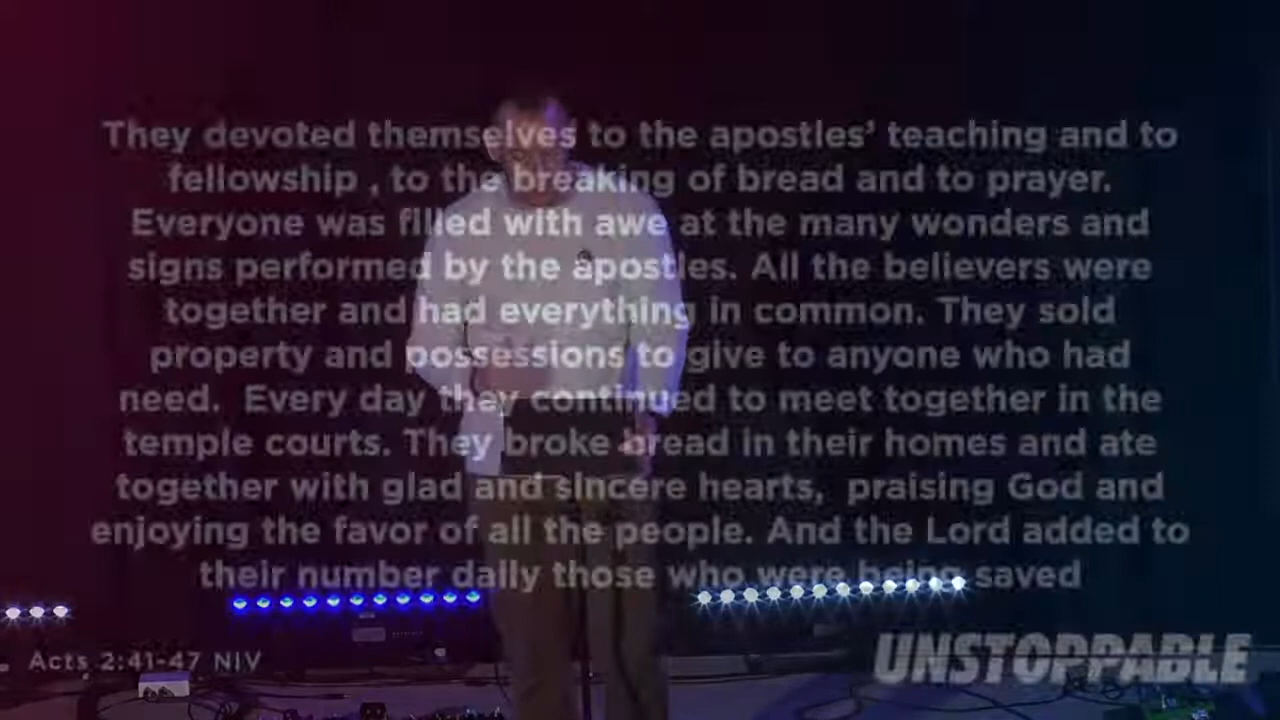 They devoted themselves to the apostles’ teaching and to
fellowship , to the breaking of bread and to prayer.
Everyone was filled with awe at the many wonders and
signs performed by the apostles. All the believers were
together and had everything in common. They sold
property and possessions to give to anyone who had
need.  Every day they continued to meet together in the
temple courts. They broke bread in their homes and ate
together with glad and sincere hearts,  praising God and
enjoying the favor of all the people. And the Lord added to
their number daily those who were being saved
Acts 2:41-47 NIV
UNSTOPPABLE